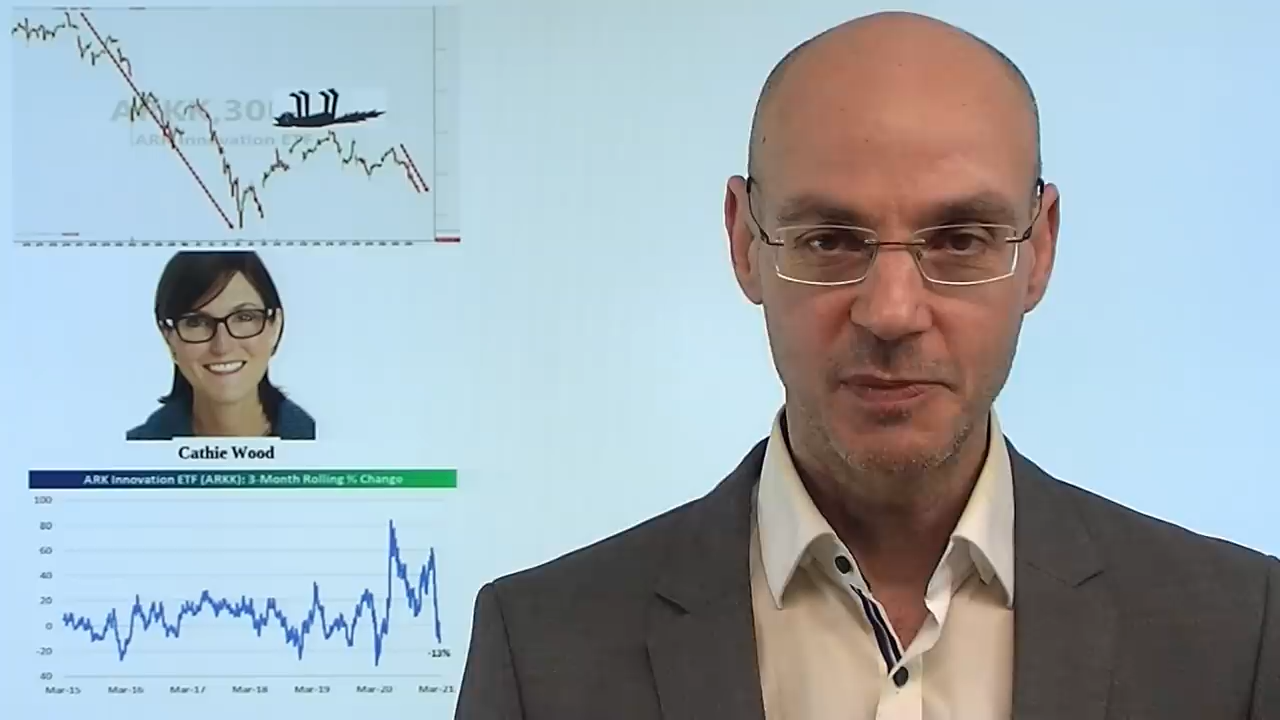 ARKK,30
ARK Innovation ETF
Cathie Wood
ARK Innovation ETF (ARKK): 3-Month Rolling % Change
100
80
60
40
20
0
-20
40
-13%
Mar-15 Mar-16 Mar-17 Mar-18 Mar-19 Mar-20 Mar-21